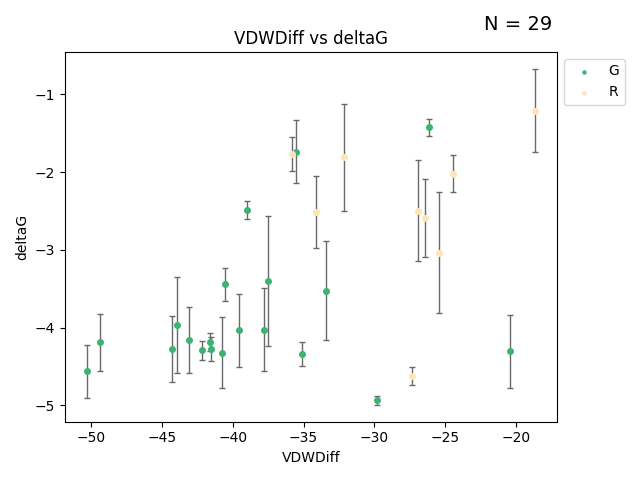 N = 29
VDWDiff vs deltaG
G
R
−1
−2
−3
−4
−5
deltaG
−50
−45
−40
−35
−30
−25
−20
VDWDiff